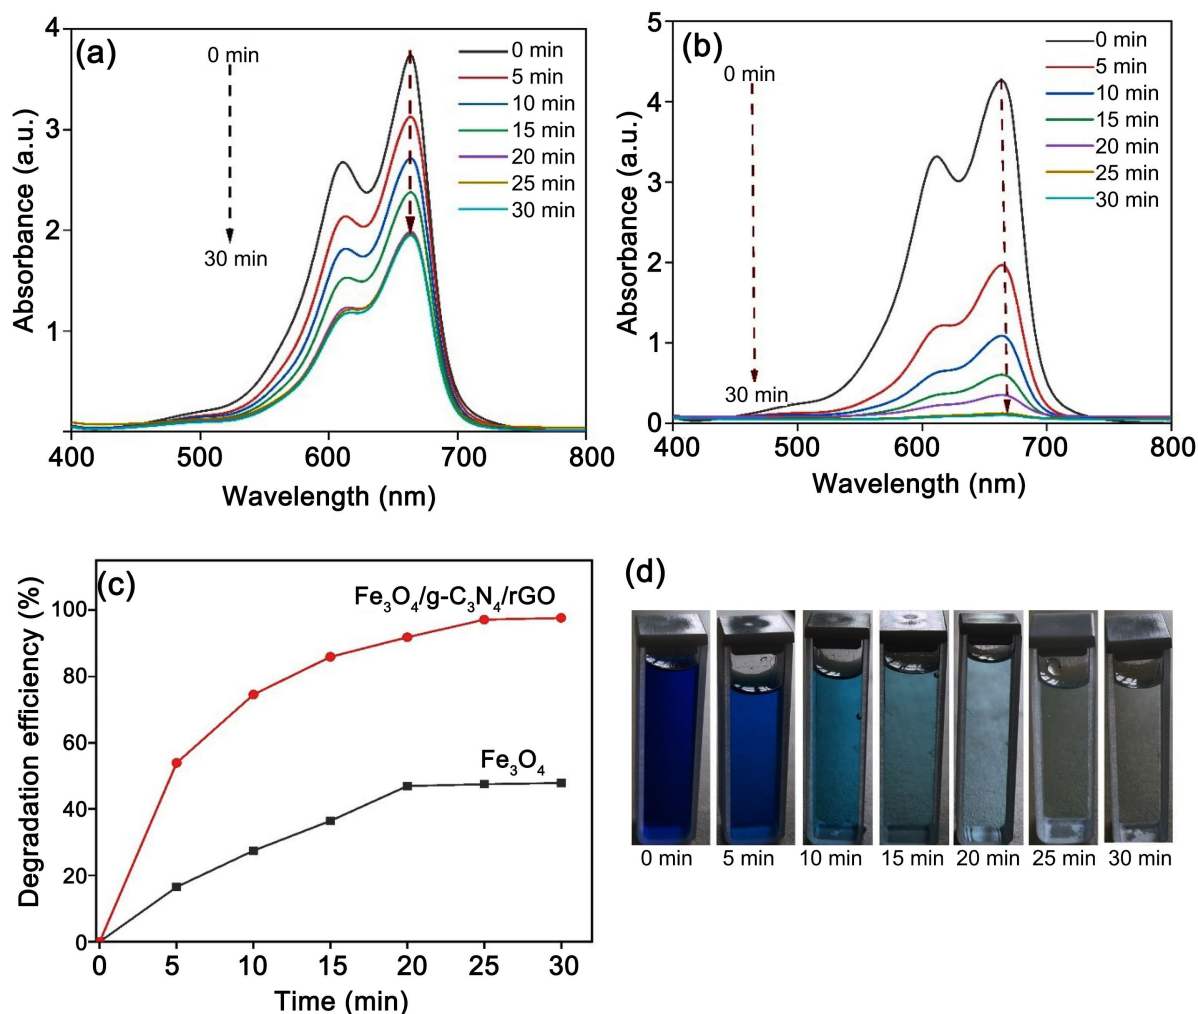 (a)
4
3
2
1
Absorbance (a.u.)
0 min
30 min
0 min
5 min
10 min
15 min
20 min
25 min
30 min
400 500 600 700 800
Wavelength (nm)
(b)
5
4
3
2
1
0
Absorbance (a.u.)
0 min
30 min
0 min
5 min
10 min
15 min
20 min
25 min
30 min
400 500 600 700 800
Wavelength (nm)
(c)
100
80
60
40
20
0
Degradation efficiency (%)
Fe₃O₄/g-C₃N₄/rGO
Fe₃O₄
0 5 10 15 20 25 30
Time (min)
(d)
0 min 5 min 10 min 15 min 20 min 25 min 30 min